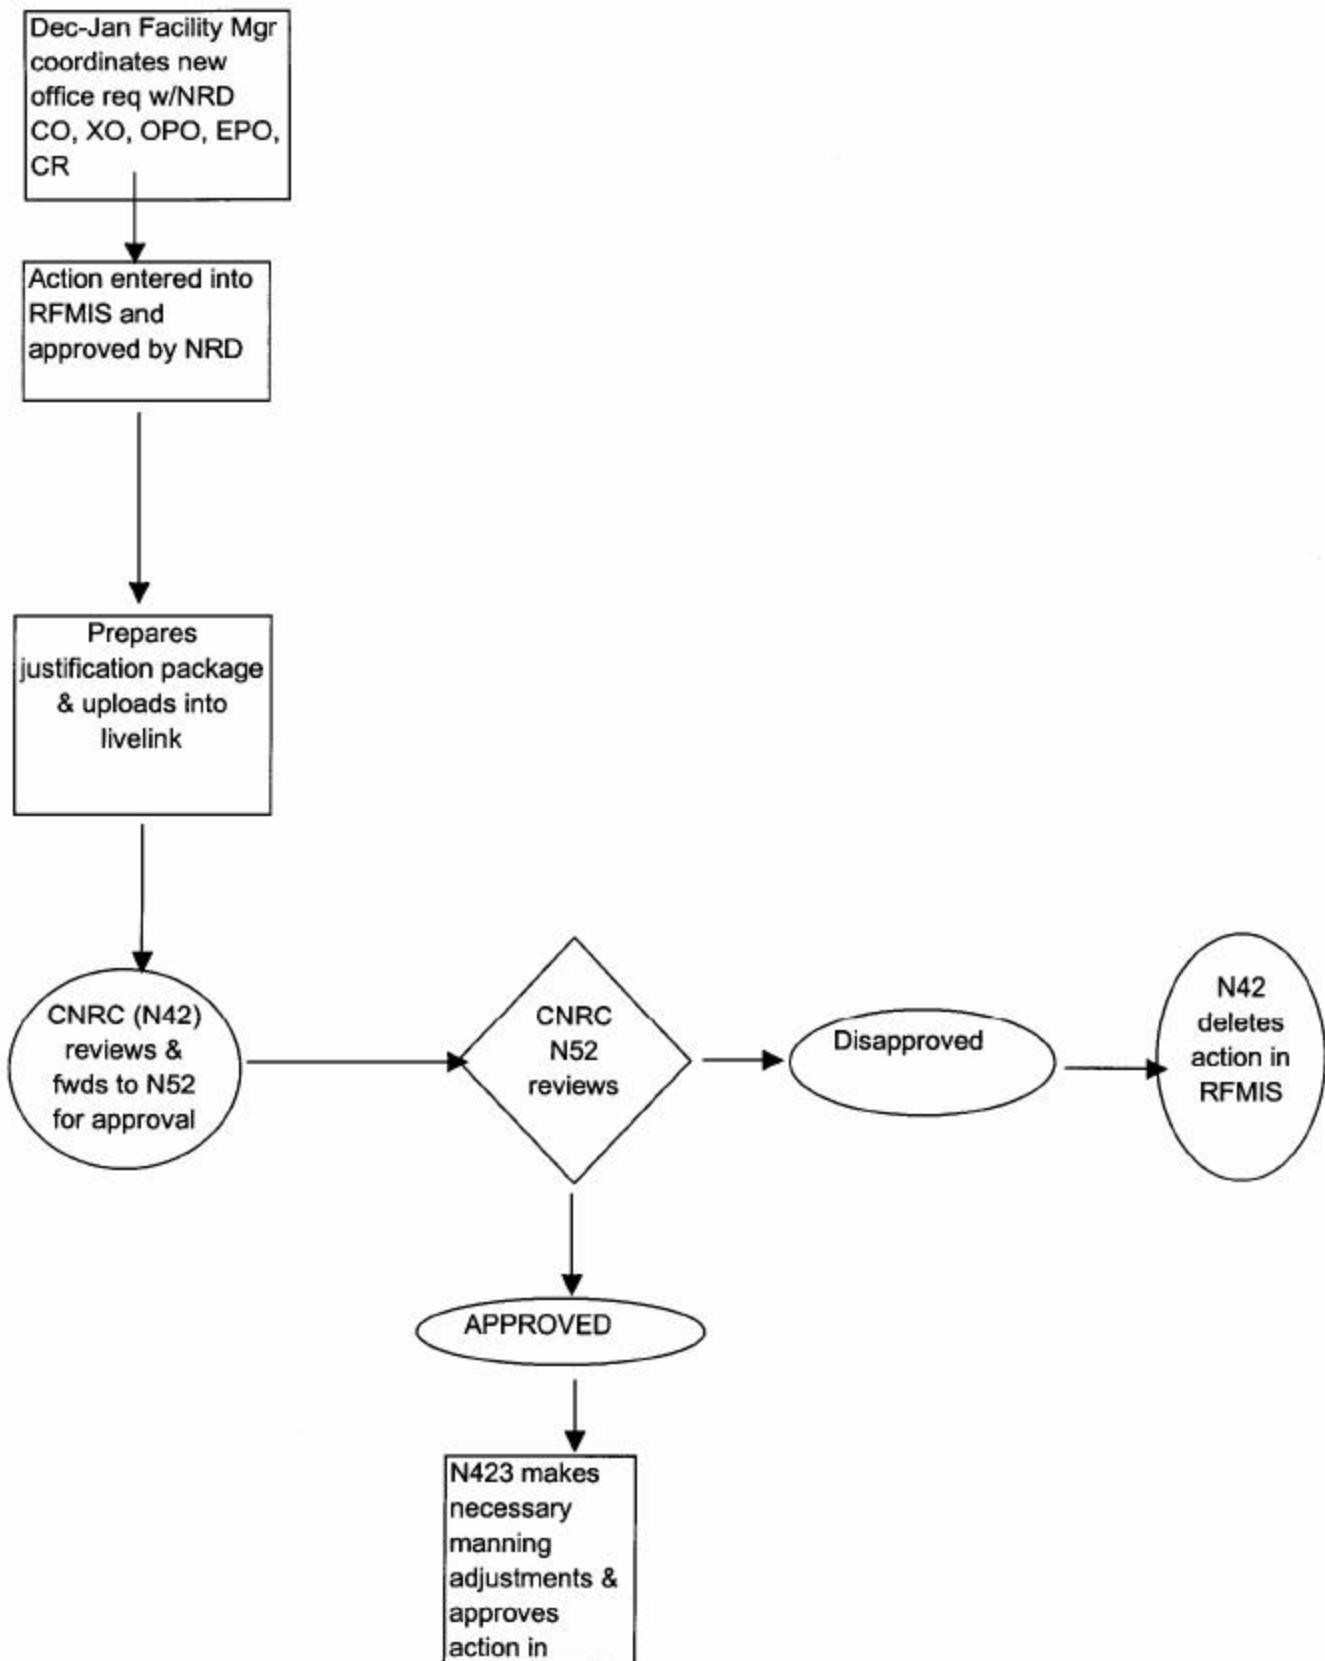 Dec-Jan Facility Mgr
coordinates new
office req w/NRD
CO, XO, OPO, EPO,
CR
Action entered into
RFMIS and
approved by NRD
Prepares
justification package
& uploads into
livelink
CNRC (N42)
reviews &
fwds to N52
for approval
CNRC
N52
reviews
Disapproved
N42
deletes
action in
RFMIS
APPROVED
N423 makes
necessary
manning
adjustments &
approves
action in